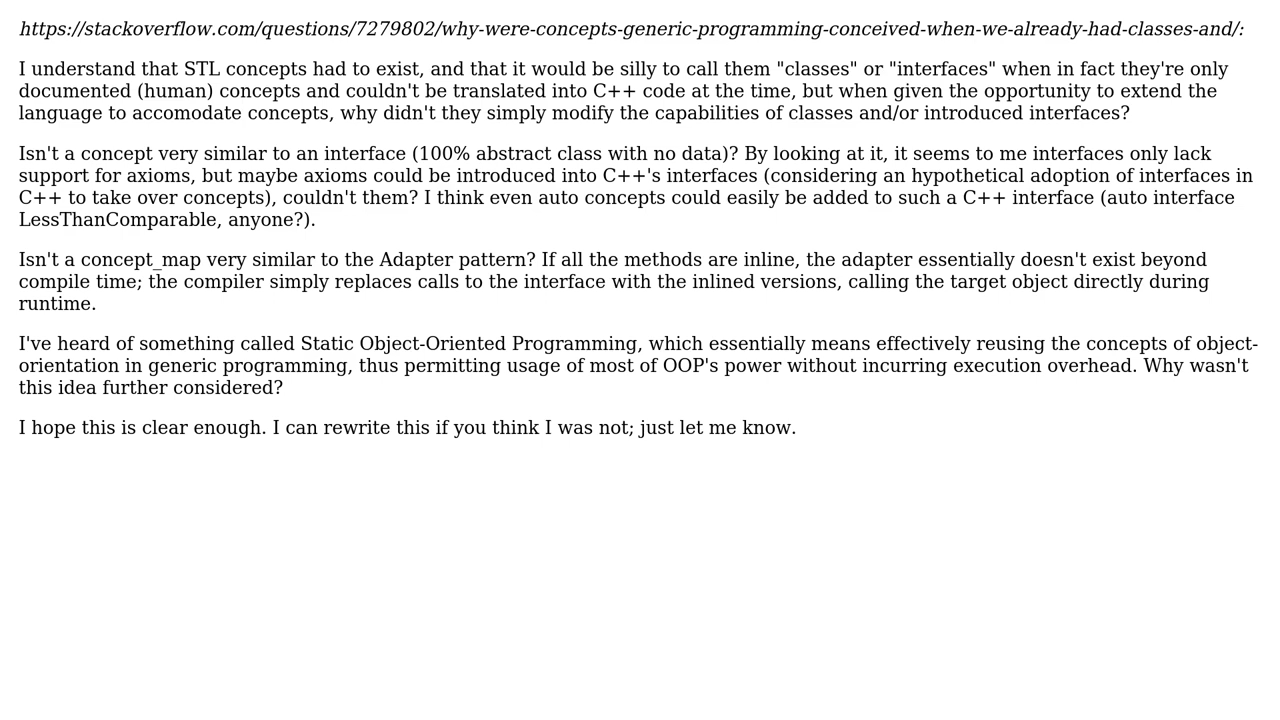 https://stackoverflow.com/questions/7279802/why-were-concepts-generic-programming-conceived-when-we-already-had-classes-and/:
I understand that STL concepts had to exist, and that it would be silly to call them "classes" or "interfaces" when in fact they're only
documented (human) concepts and couldn't be translated into C++ code at the time, but when given the opportunity to extend the
language to accomodate concepts, why didn't they simply modify the capabilities of classes and/or introduced interfaces?
Isn't a concept very similar to an interface (100% abstract class with no data)? By looking at it, it seems to me interfaces only lack
support for axioms, but maybe axioms could be introduced into C++'s interfaces (considering an hypothetical adoption of interfaces in
C++ to take over concepts), couldn't them? I think even auto concepts could easily be added to such a C++ interface (auto interface
LessThanComparable, anyone?).
Isn't a concept_map very similar to the Adapter pattern? If all the methods are inline, the adapter essentially doesn't exist beyond
compile time; the compiler simply replaces calls to the interface with the inlined versions, calling the target object directly during
runtime.
I've heard of something called Static Object-Oriented Programming, which essentially means effectively reusing the concepts of object-
orientation in generic programming, thus permitting usage of most of OOP's power without incurring execution overhead. Why wasn't
this idea further considered?
I hope this is clear enough. I can rewrite this if you think I was not; just let me know.